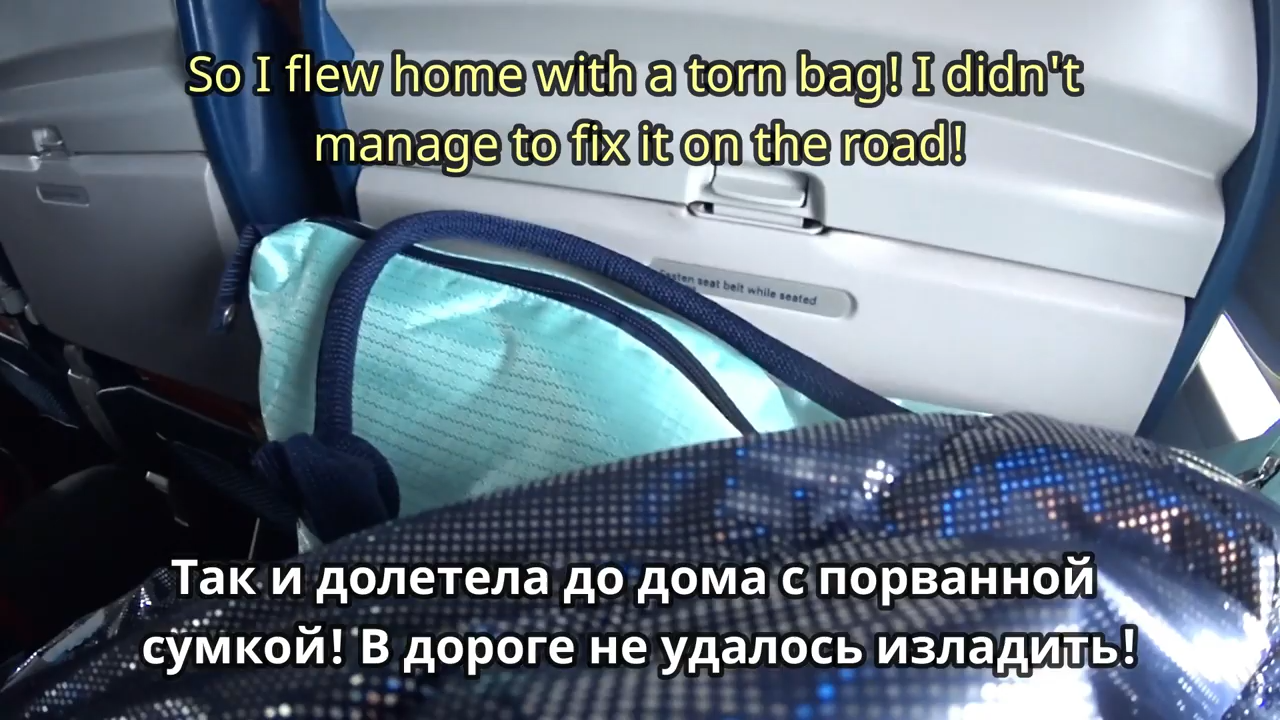 So I flew home with a torn bag! I didn't
manage to fix it on the road!
Fasten seat belt while seated
Так и долетела до дома с порванной
сумкой! В дороге не удалось изладить!